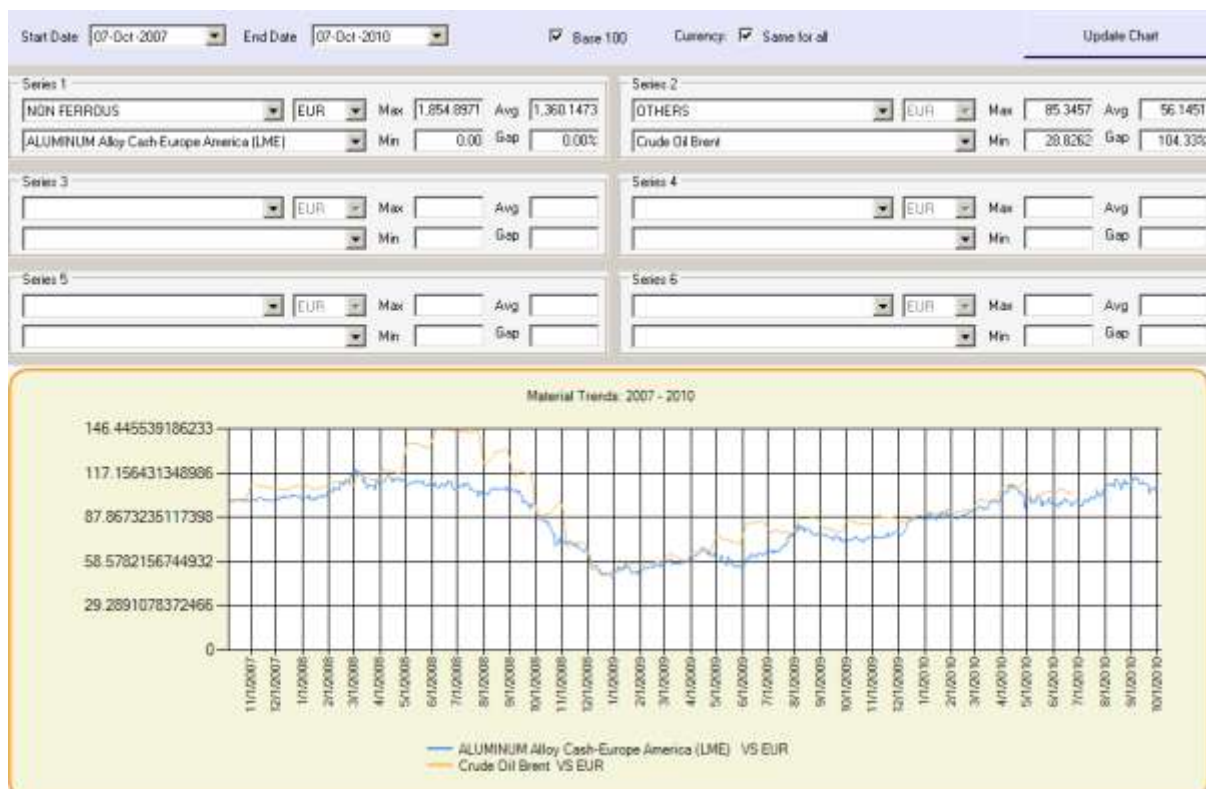 Start Date 07-Oct-2007 End Date 07-Oct-2010 Base 100 Currency: Same for all Update Chart
Series 1
NON FERROUS EUR Max 1,854.8971 Avg 1,360.1473
ALUMINUM Alloy Cash-Europe America (LME) Min 0.00 Gap 0.00%
Series 2
OTHERS EUR Max 85.3457 Avg 56.1451
Crude Oil Brent Min 28.8262 Gap 104.33%
Series 3
EUR Max Avg
Min Gap
Series 4
EUR Max Avg
Min Gap
Series 5
EUR Max Avg
Min Gap
Series 6
EUR Max Avg
Min Gap
Material Trends: 2007 - 2010
146.445539186233
117.156431348986
87.8673235117398
58.5782156744932
29.2891078372466
0
11/1/2007 12/1/2007 1/1/2008 2/1/2008 3/1/2008 4/1/2008 5/1/2008 6/1/2008 7/1/2008 8/1/2008 9/1/2008 10/1/2008 11/1/2008 12/1/2008 1/1/2009 2/1/2009 3/1/2009 4/1/2009 5/1/2009 6/1/2009 7/1/2009 8/1/2009 9/1/2009 10/1/2009 11/1/2009 12/1/2009 1/1/2010 2/1/2010 3/1/2010 4/1/2010 5/1/2010 6/1/2010 7/1/2010 8/1/2010 9/1/2010 10/1/2010
ALUMINUM Alloy Cash-Europe America (LME) VS EUR
Crude Oil Brent VS EUR